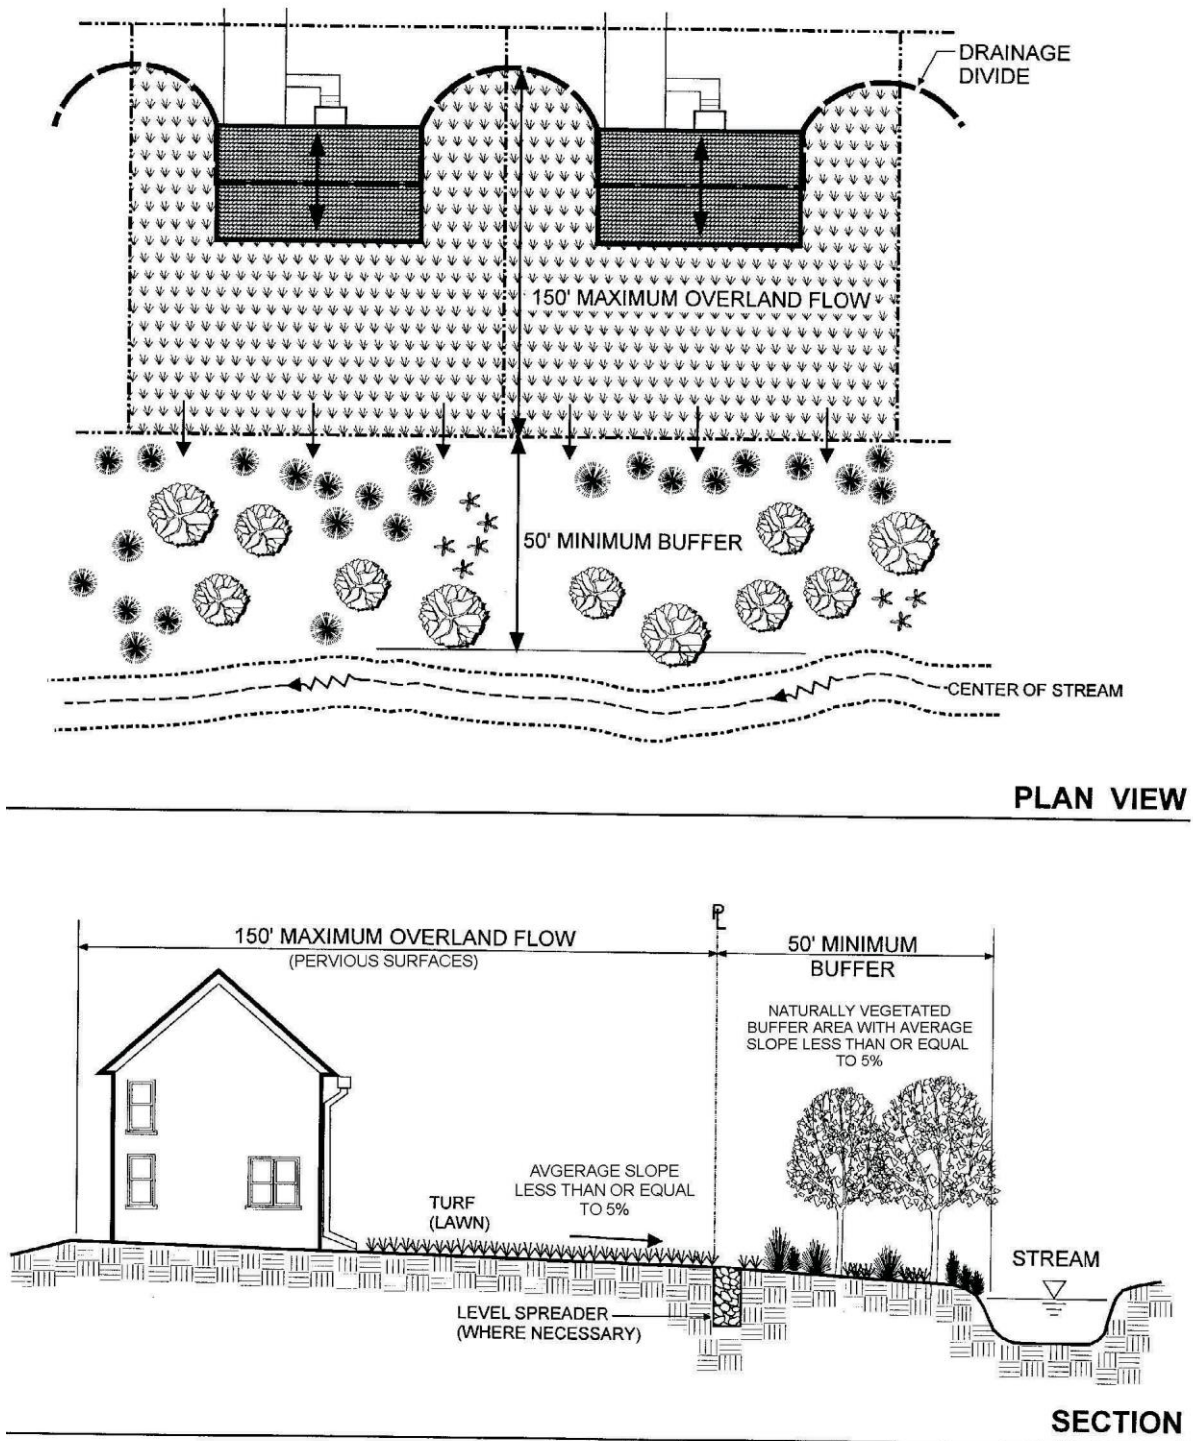 DRAINAGE
DIVIDE
150' MAXIMUM OVERLAND FLOW
50' MINIMUM BUFFER
CENTER OF STREAM
PLAN VIEW
PL
150' MAXIMUM OVERLAND FLOW
(PERVIOUS SURFACES)
50' MINIMUM
BUFFER
NATURALLY VEGETATED
BUFFER AREA WITH AVERAGE
SLOPE LESS THAN OR EQUAL
TO 5%
AVGERAGE SLOPE
LESS THAN OR EQUAL
TO 5%
TURF
(LAWN)
STREAM
LEVEL SPREADER
(WHERE NECESSARY)
SECTION